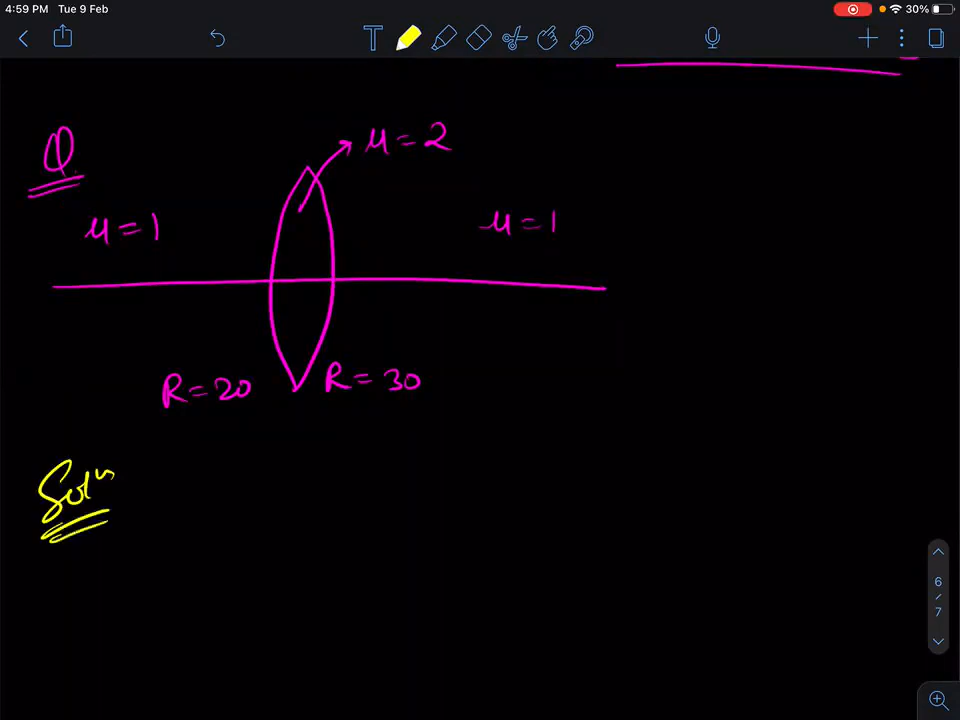 4:59 PM Tue 9 Feb
30%
T
Q
μ = 2
μ = 1
μ = 1
R = 20
R = 30
Solⁿ
6
/
7